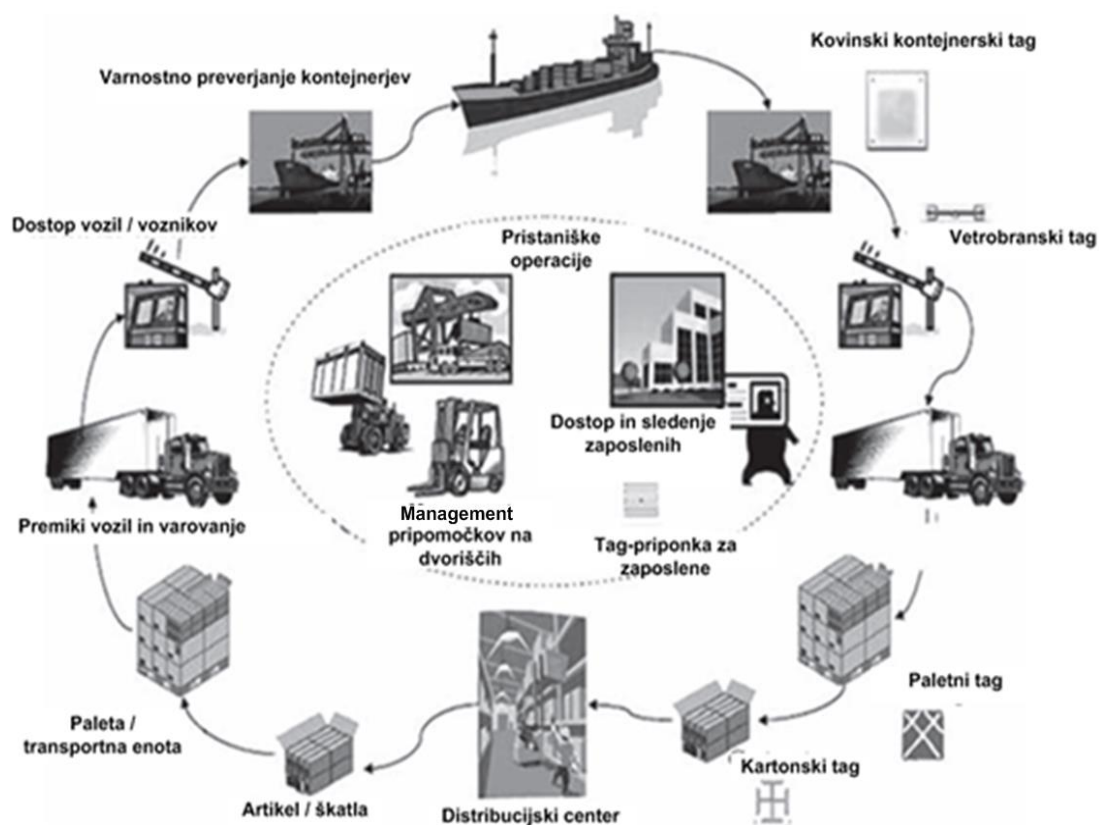 Kovinski kontejnerski tag
Varnostno preverjanje kontejnerjev
Dostop vozil / voznikov
Vetrobranski tag
Pristaniške
operacije
Dostop in sledenje
zaposlenih
Management
pripomočkov na
dvoriščih
Tag-priponka za
zaposlene
Premiki vozil in varovanje
Paletni tag
Paleta /
transportna enota
Kartonski tag
Artikel / škatla
Distribucijski center